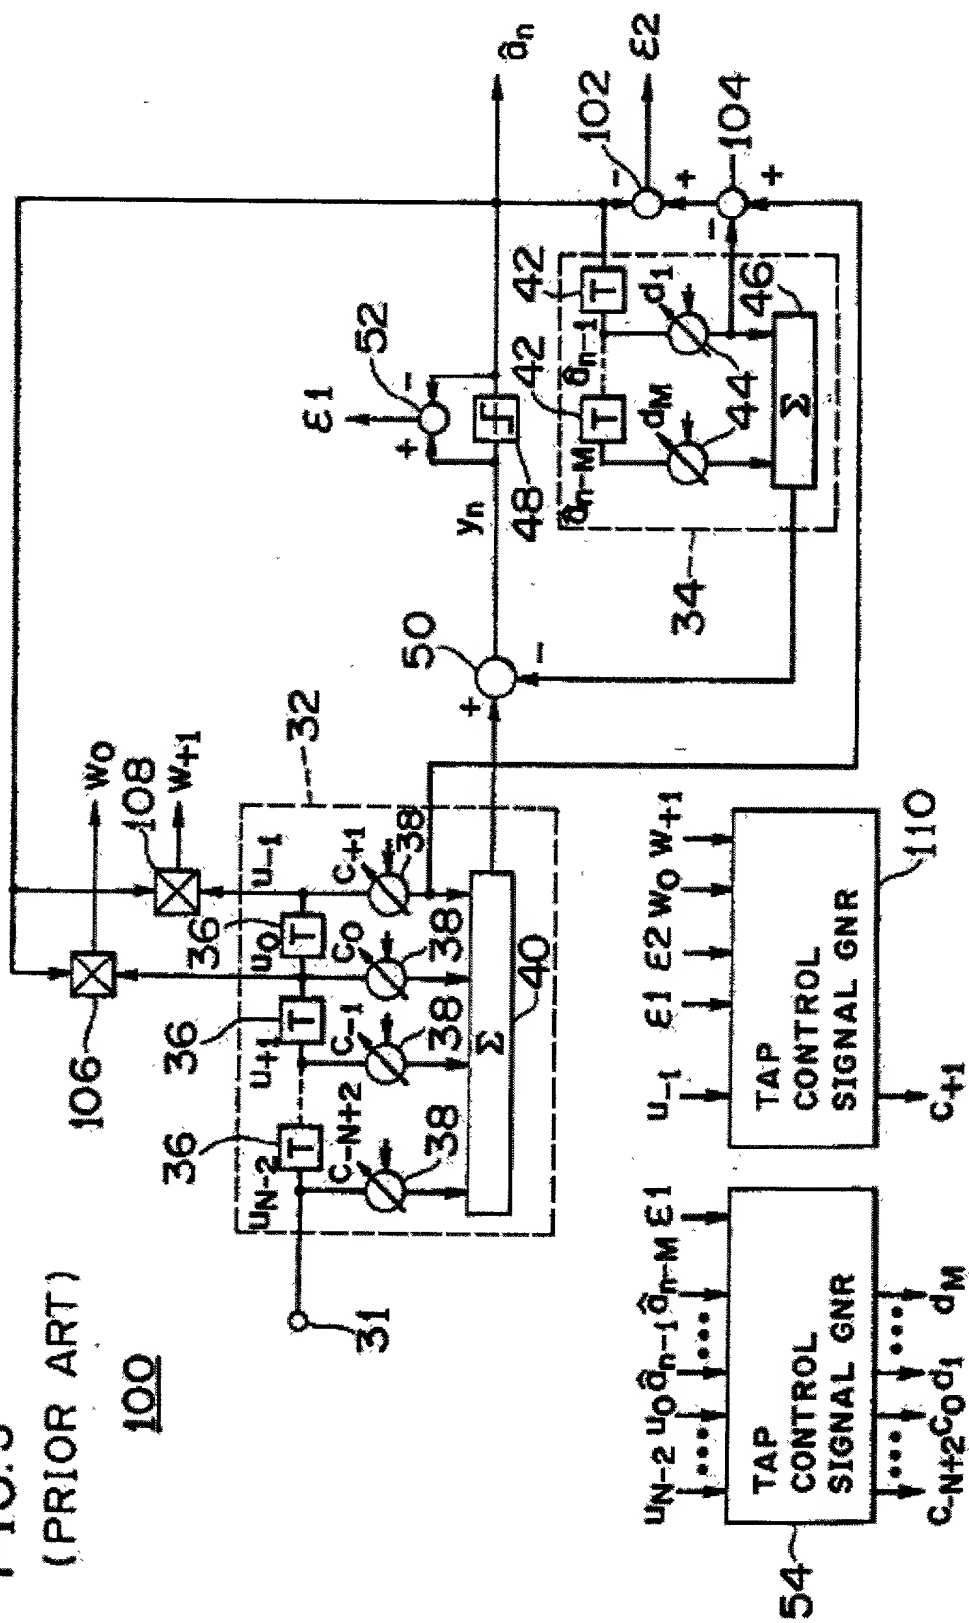 (PRIOR ART)
100
31
32
36
36
36
u_{N-2}
u_{+1}
u_0
u_{-1}
C_{-N+2}
C_{-1}
C_0
C_{+1}
38
38
38
38
Σ
40
106
108
W_0
W_{+1}
50
+
-
y_n
48
52
+
-
ε1
â_n
34
42
42
T
T
T
T
T
â_{n-M}
â_{n-1}
d_M
d_1
44
44
Σ
46
102
-
+
ε2
104
-
+
u_{N-2} •••• u_0 â_{n-1} •••• â_{n-M} ε1
TAP
CONTROL
SIGNAL GNR
54
C_{-N+2} •••• C_0 d_1 •••• d_M
u_{-1} ε1 ε2 W_0 W_{+1}
TAP
CONTROL
SIGNAL GNR
110
C_{+1}